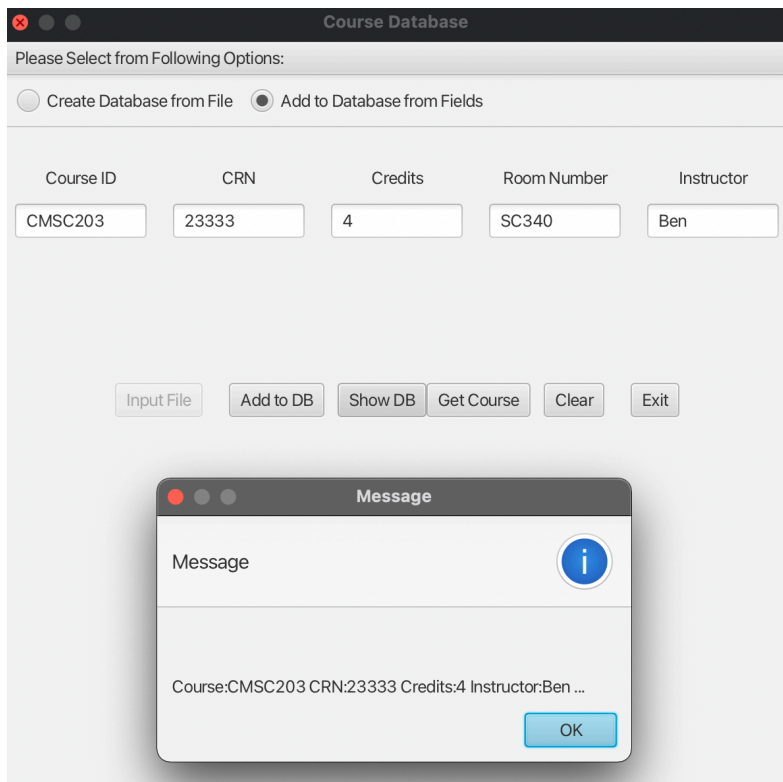 Course Database
Please Select from Following Options:
Create Database from File Add to Database from Fields
Course ID CRN Credits Room Number Instructor
CMSC203 23333 4 SC340 Ben
Input File Add to DB Show DB Get Course Clear Exit
Message
Message
i
Course:CMSC203 CRN:23333 Credits:4 Instructor:Ben ...
OK